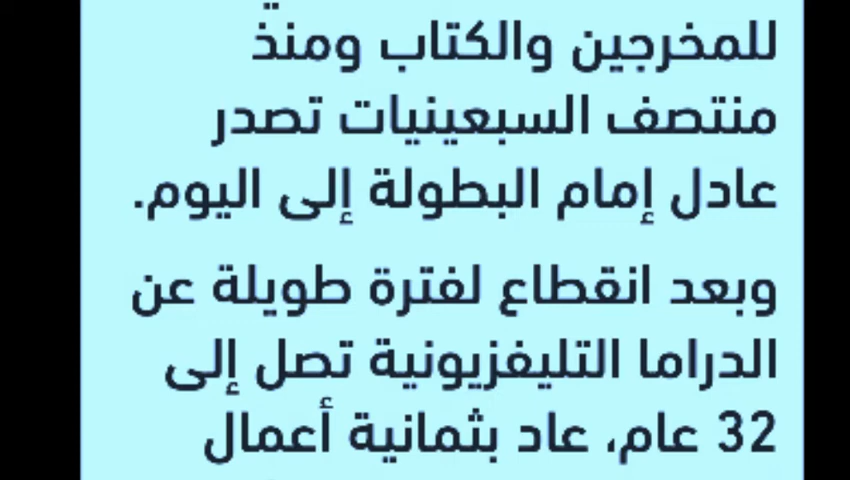 للمخرجين والكتاب ومنذ
منتصف السبعينيات تصدر
عادل إمام البطولة إلى اليوم.
وبعد انقطاع لفترة طويلة عن
الدراما التليفزيونية تصل إلى
32 عام، عاد بثمانية أعمال